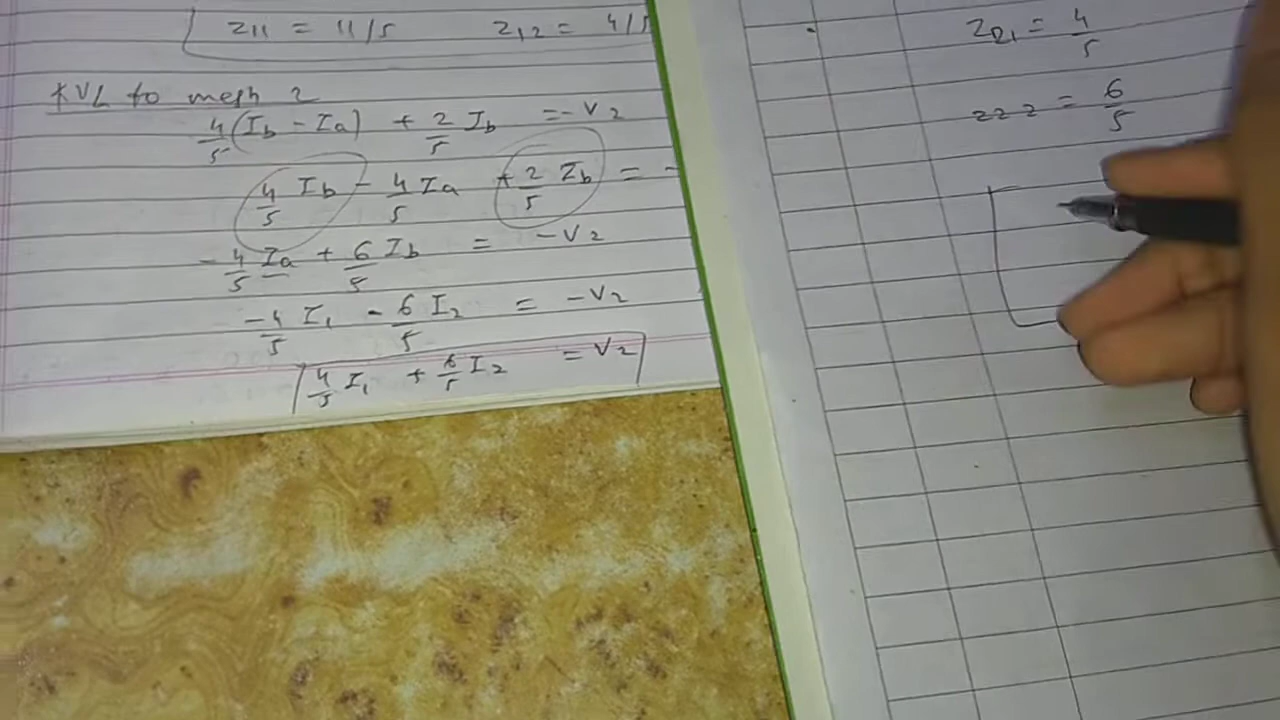 Z11 = 11/5 Z12 = 4/5
KVL to mesh 2
4/5 (Ib - Ia) + 2/5 Ib = -V2
4/5 Ib - 4/5 Ia + 2/5 Ib = -
-4/5 Ia + 6/5 Ib = -V2
-4/5 I1 - 6/5 I2 = -V2
4/5 I1 + 6/5 I2 = V2
Z21 = 4/5
Z22 = 6/5